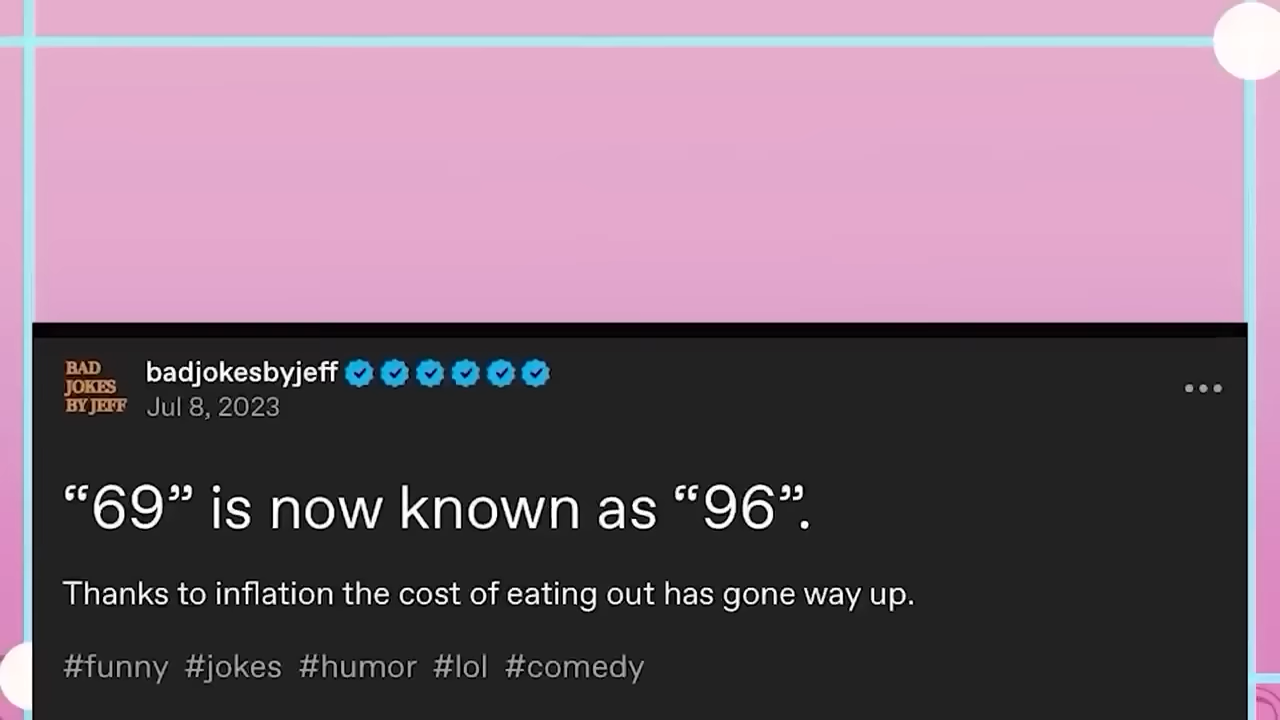 BAD
JOKES
BY JEFF
badjokesbyjeff
Jul 8, 2023
“69” is now known as “96”.
Thanks to inflation the cost of eating out has gone way up.
#funny #jokes #humor #lol #comedy